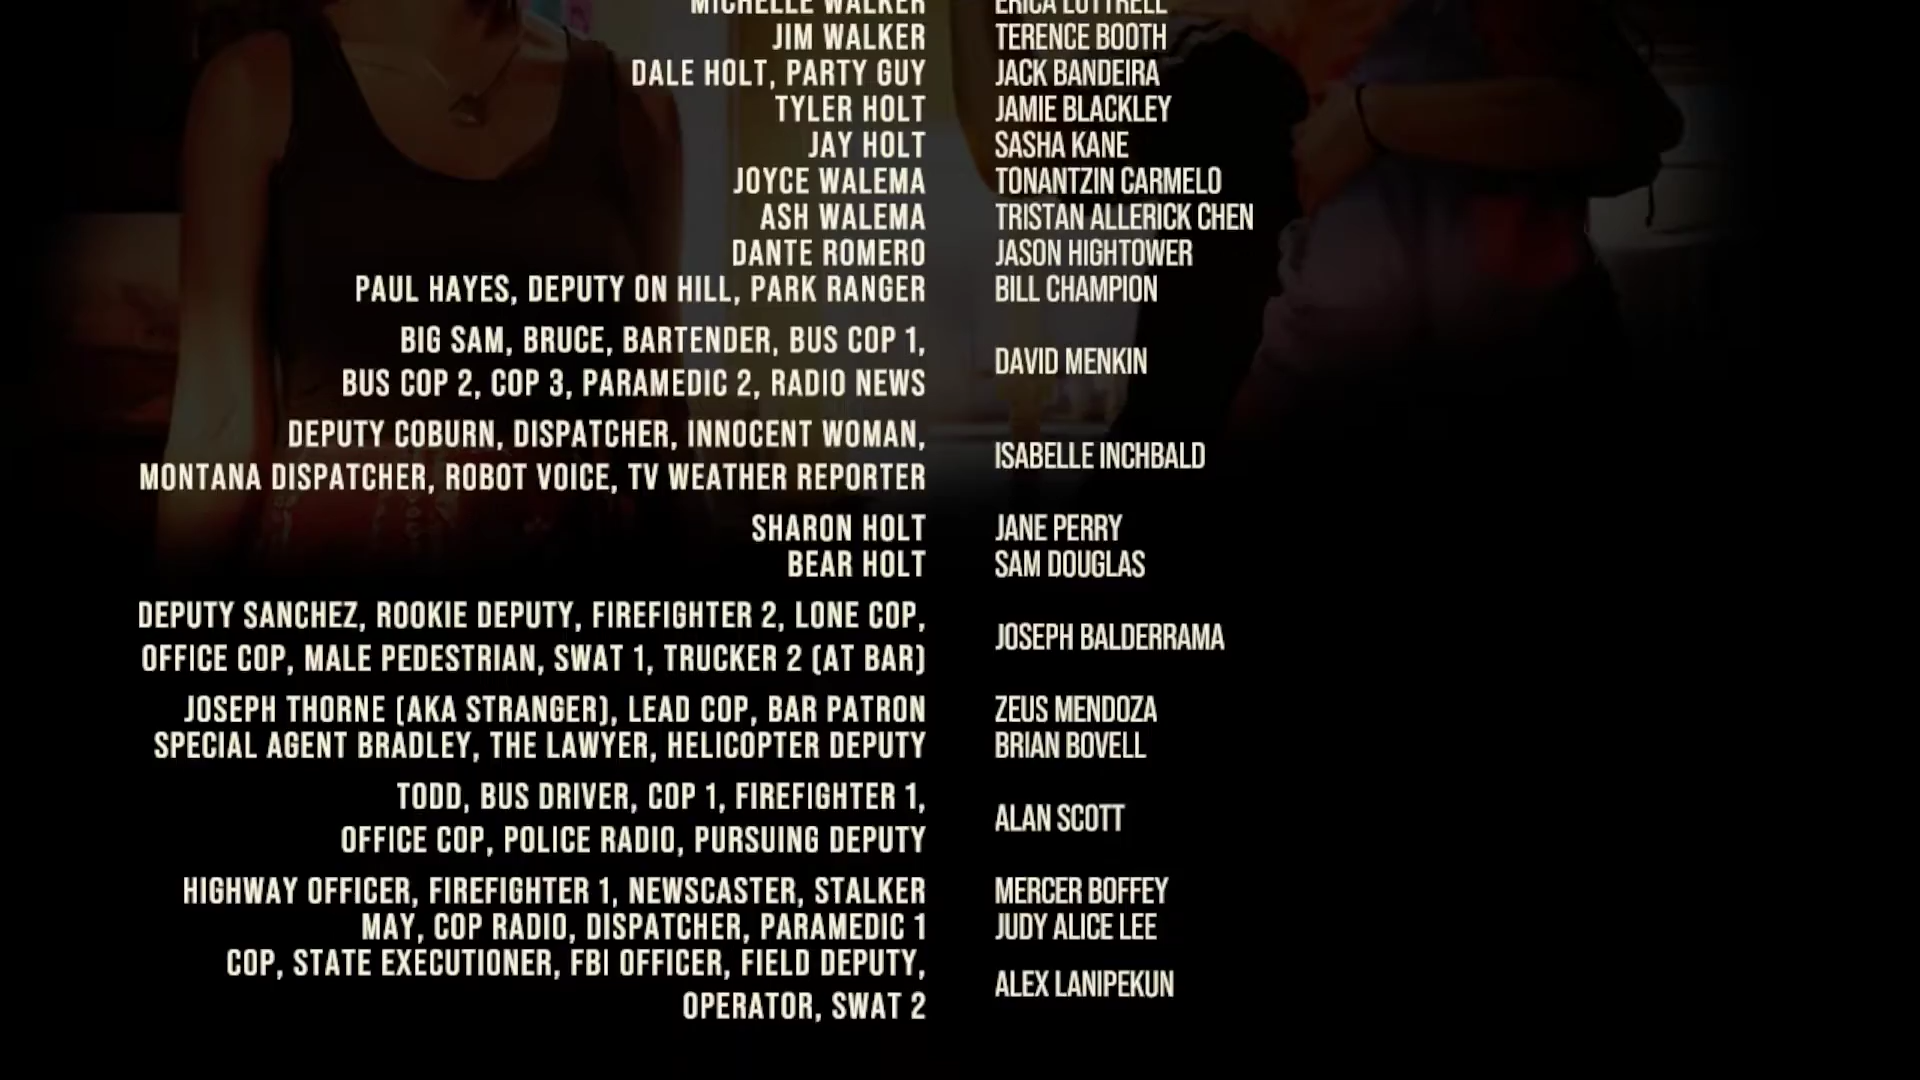 MICHELLE WALKER ERICA LUTTRELL
JIM WALKER TERENCE BOOTH
DALE HOLT, PARTY GUY JACK BANDEIRA
TYLER HOLT JAMIE BLACKLEY
JAY HOLT SASHA KANE
JOYCE WALEMA TONANTZIN CARMELO
ASH WALEMA TRISTAN ALLERICK CHEN
DANTE ROMERO JASON HIGHTOWER
PAUL HAYES, DEPUTY ON HILL, PARK RANGER BILL CHAMPION
BIG SAM, BRUCE, BARTENDER, BUS COP 1,
BUS COP 2, COP 3, PARAMEDIC 2, RADIO NEWS
DAVID MENKIN
DEPUTY COBURN, DISPATCHER, INNOCENT WOMAN,
MONTANA DISPATCHER, ROBOT VOICE, TV WEATHER REPORTER
ISABELLE INCHBALD
SHARON HOLT JANE PERRY
BEAR HOLT SAM DOUGLAS
DEPUTY SANCHEZ, ROOKIE DEPUTY, FIREFIGHTER 2, LONE COP,
OFFICE COP, MALE PEDESTRIAN, SWAT 1, TRUCKER 2 (AT BAR)
JOSEPH BALDERRAMA
JOSEPH THORNE (AKA STRANGER), LEAD COP, BAR PATRON ZEUS MENDOZA
SPECIAL AGENT BRADLEY, THE LAWYER, HELICOPTER DEPUTY BRIAN BOVELL
TODD, BUS DRIVER, COP 1, FIREFIGHTER 1,
OFFICE COP, POLICE RADIO, PURSUING DEPUTY
ALAN SCOTT
HIGHWAY OFFICER, FIREFIGHTER 1, NEWSCASTER, STALKER MERCER BOFFEY
MAY, COP RADIO, DISPATCHER, PARAMEDIC 1 JUDY ALICE LEE
COP, STATE EXECUTIONER, FBI OFFICER, FIELD DEPUTY,
OPERATOR, SWAT 2
ALEX LANIPEKUN